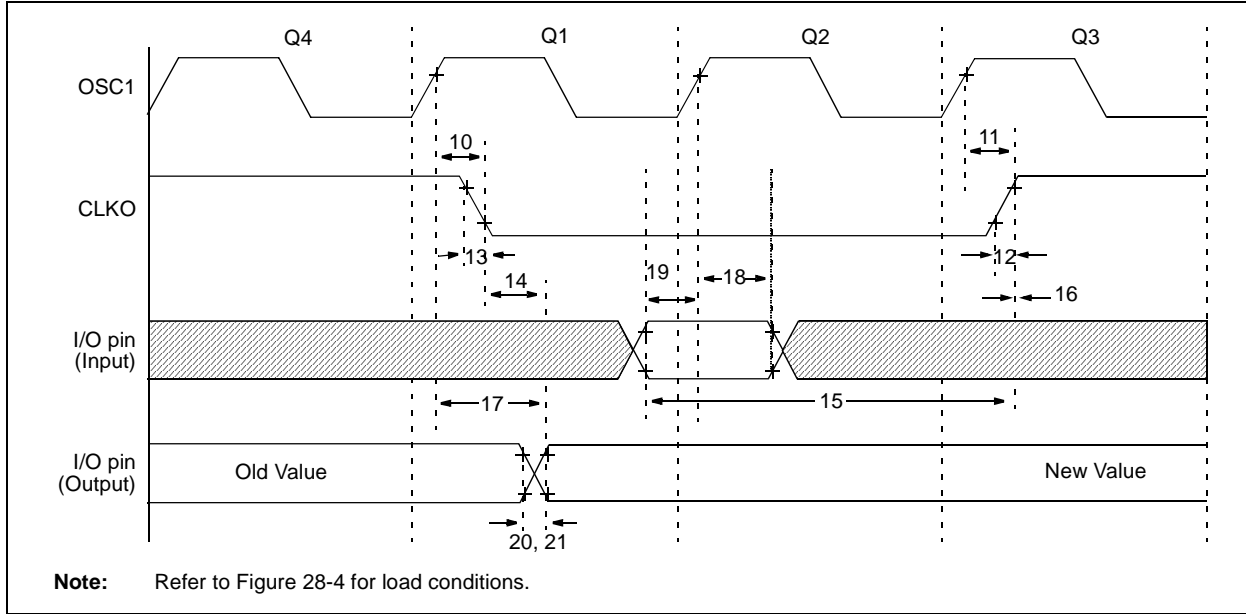 Q4 Q1 Q2 Q3
OSC1
10 11
CLKO
13 14 19 18 12 16
I/O pin
(Input)
17 15
I/O pin
(Output)
Old Value New Value
20, 21
Note: Refer to Figure 28-4 for load conditions.